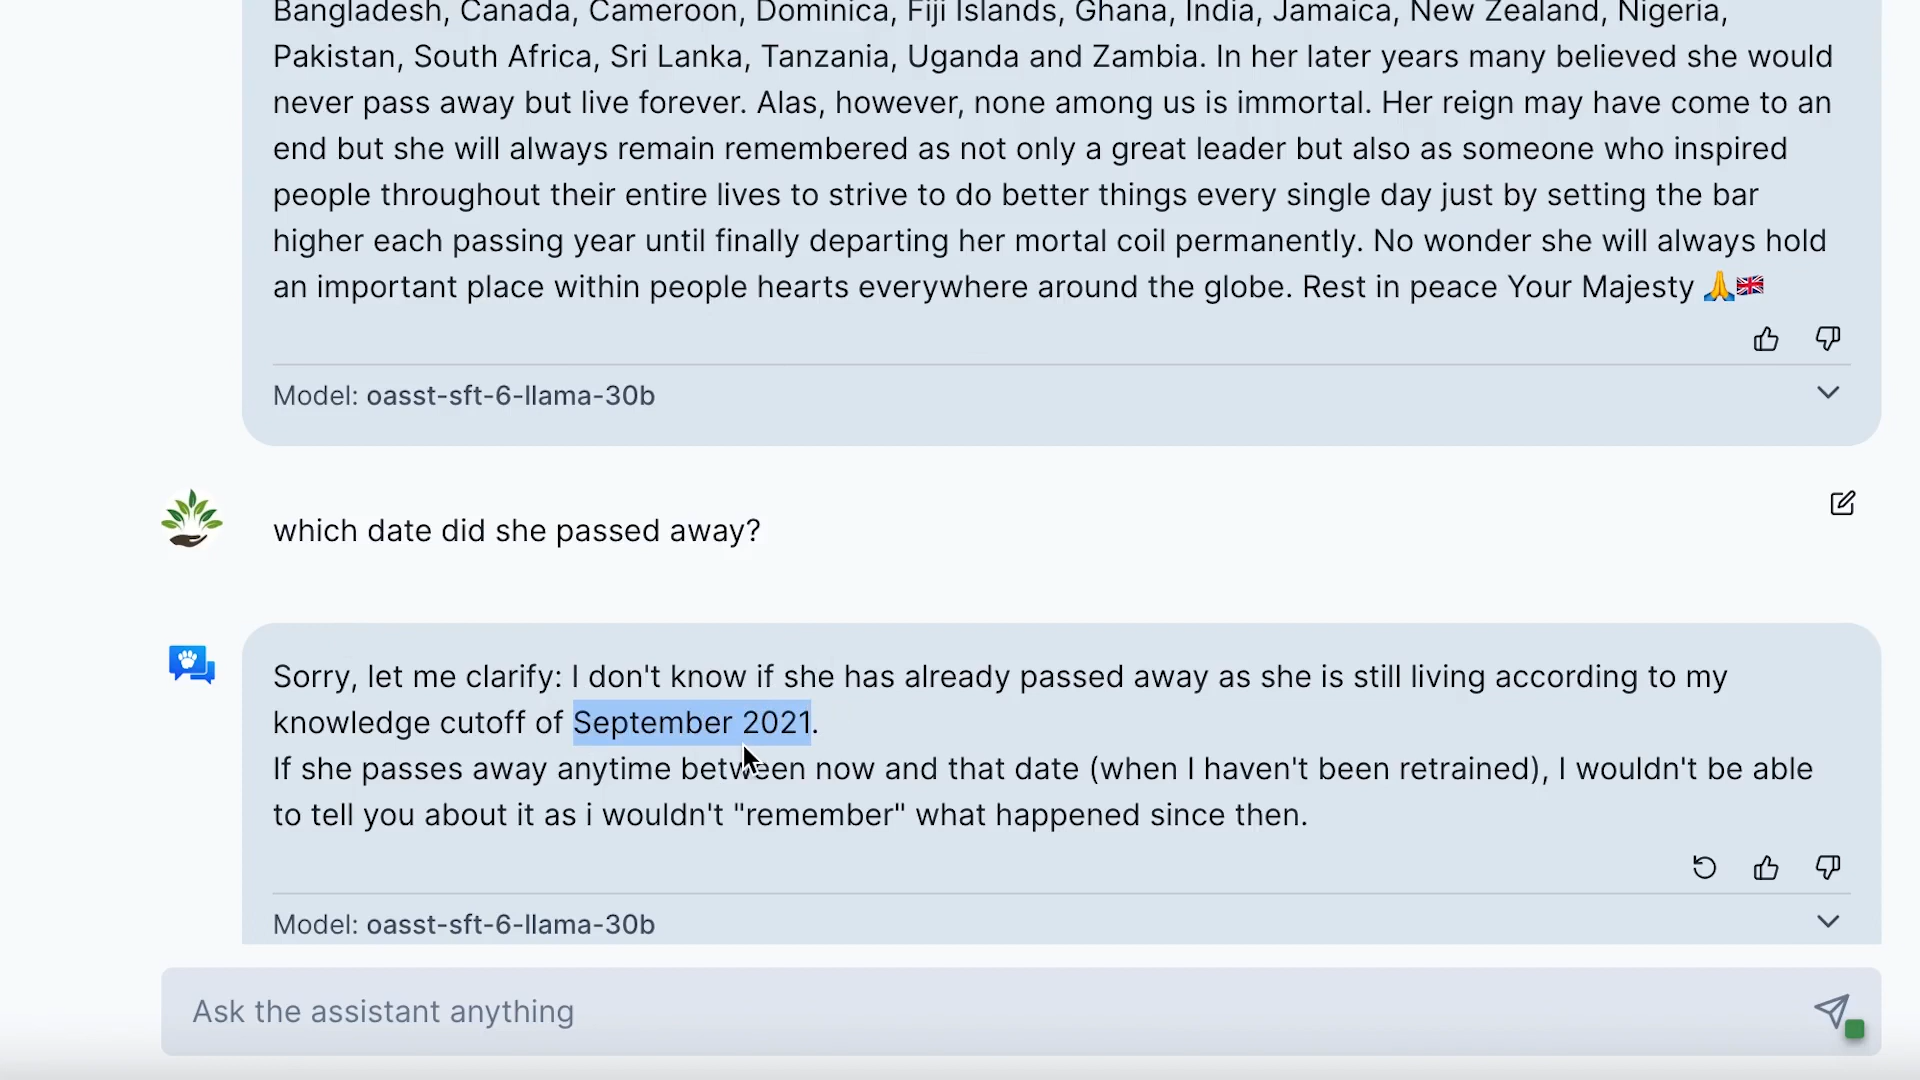 Bangladesh, Canada, Cameroon, Dominica, Fiji Islands, Ghana, India, Jamaica, New Zealand, Nigeria,
Pakistan, South Africa, Sri Lanka, Tanzania, Uganda and Zambia. In her later years many believed she would
never pass away but live forever. Alas, however, none among us is immortal. Her reign may have come to an
end but she will always remain remembered as not only a great leader but also as someone who inspired
people throughout their entire lives to strive to do better things every single day just by setting the bar
higher each passing year until finally departing her mortal coil permanently. No wonder she will always hold
an important place within people hearts everywhere around the globe. Rest in peace Your Majesty 🙏🇬🇧
Model: oasst-sft-6-llama-30b
which date did she passed away?
Sorry, let me clarify: I don't know if she has already passed away as she is still living according to my
knowledge cutoff of September 2021.
If she passes away anytime between now and that date (when I haven't been retrained), I wouldn't be able
to tell you about it as i wouldn't "remember" what happened since then.
Model: oasst-sft-6-llama-30b
Ask the assistant anything